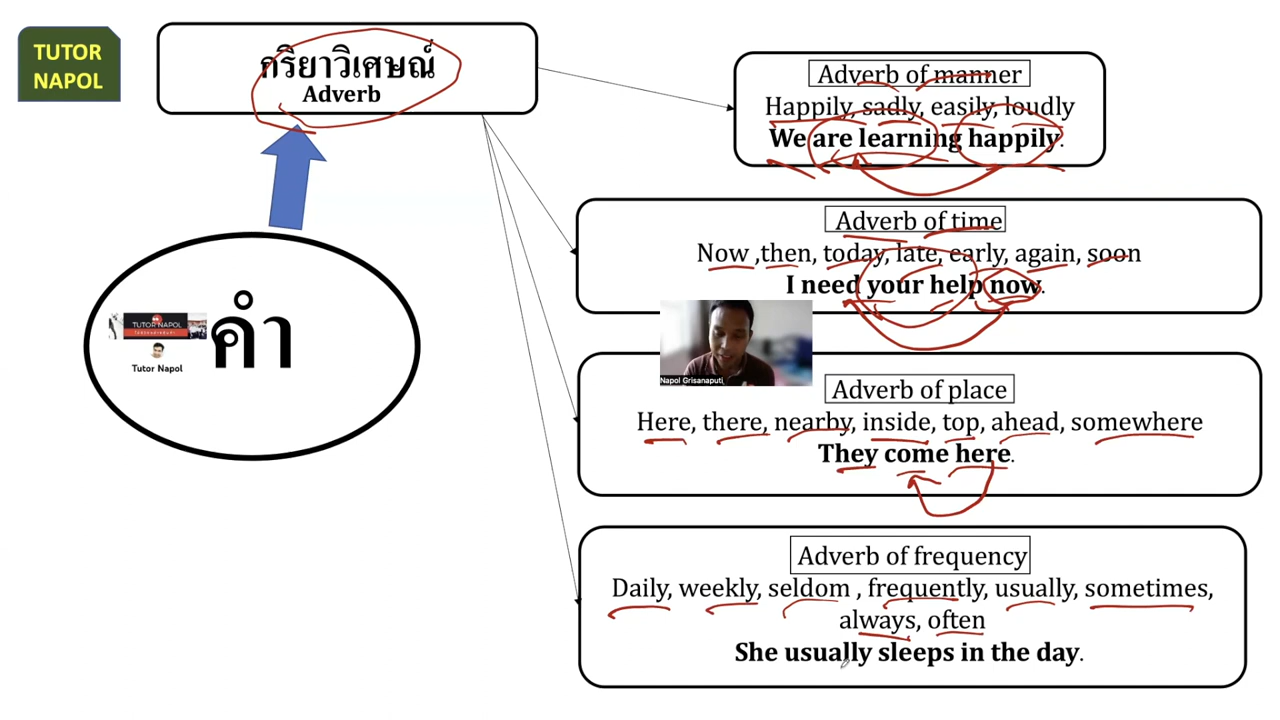 TUTOR
NAPOL
กริยาวิเศษณ์
Adverb
Adverb of manner
Happily, sadly, easily, loudly
We are learning happily.
Adverb of time
Now ,then, today, late, early, again, soon
I need your help now.
TUTOR NAPOL
Tutor Napol
คำ
Napol Grisanaputi
Adverb of place
Here, there, nearby, inside, top, ahead, somewhere
They come here.
Adverb of frequency
Daily, weekly, seldom , frequently, usually, sometimes,
always, often
She usually sleeps in the day.